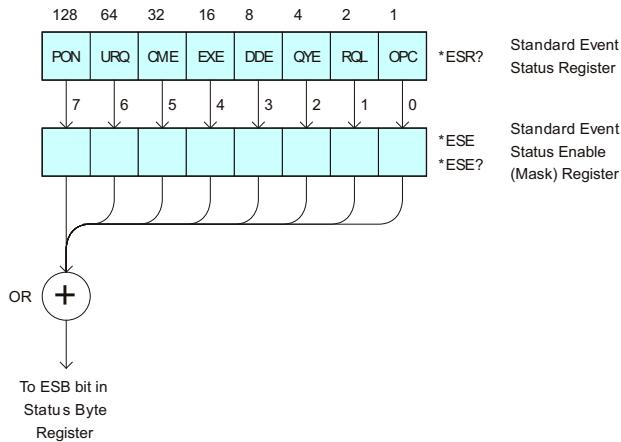 128 64 32 16 8 4 2 1
PON URQ CME EXE DDE QYE RQL OPC *ESR? Standard Event
Status Register
7 6 5 4 3 2 1 0
*ESE Standard Event
*ESE? Status Enable
(Mask) Register
OR +
To ESB bit in
Status Byte
Register